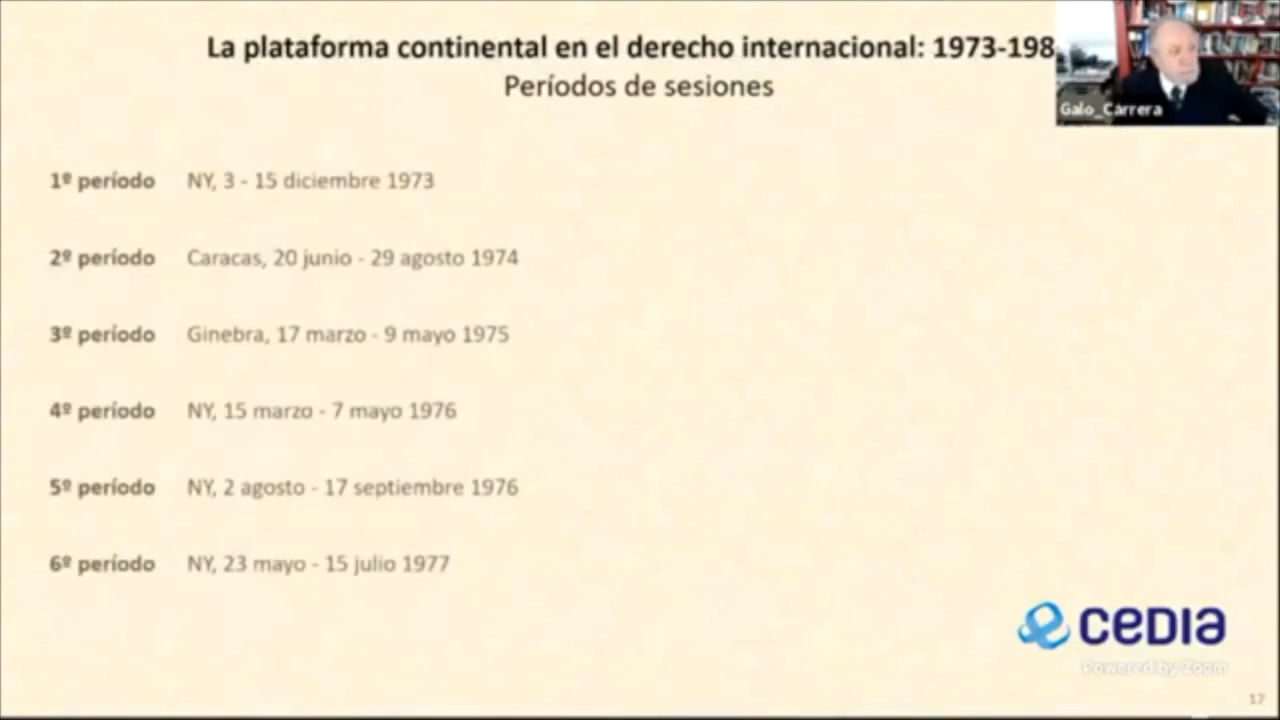 La plataforma continental en el derecho internacional: 1973-198
Períodos de sesiones
Galo_Carrera
1º período NY, 3 - 15 diciembre 1973
2º período Caracas, 20 junio - 29 agosto 1974
3º período Ginebra, 17 marzo - 9 mayo 1975
4º período NY, 15 marzo - 7 mayo 1976
5º período NY, 2 agosto - 17 septiembre 1976
6º período NY, 23 mayo - 15 julio 1977
CEDIA
Powered by Zoom
17